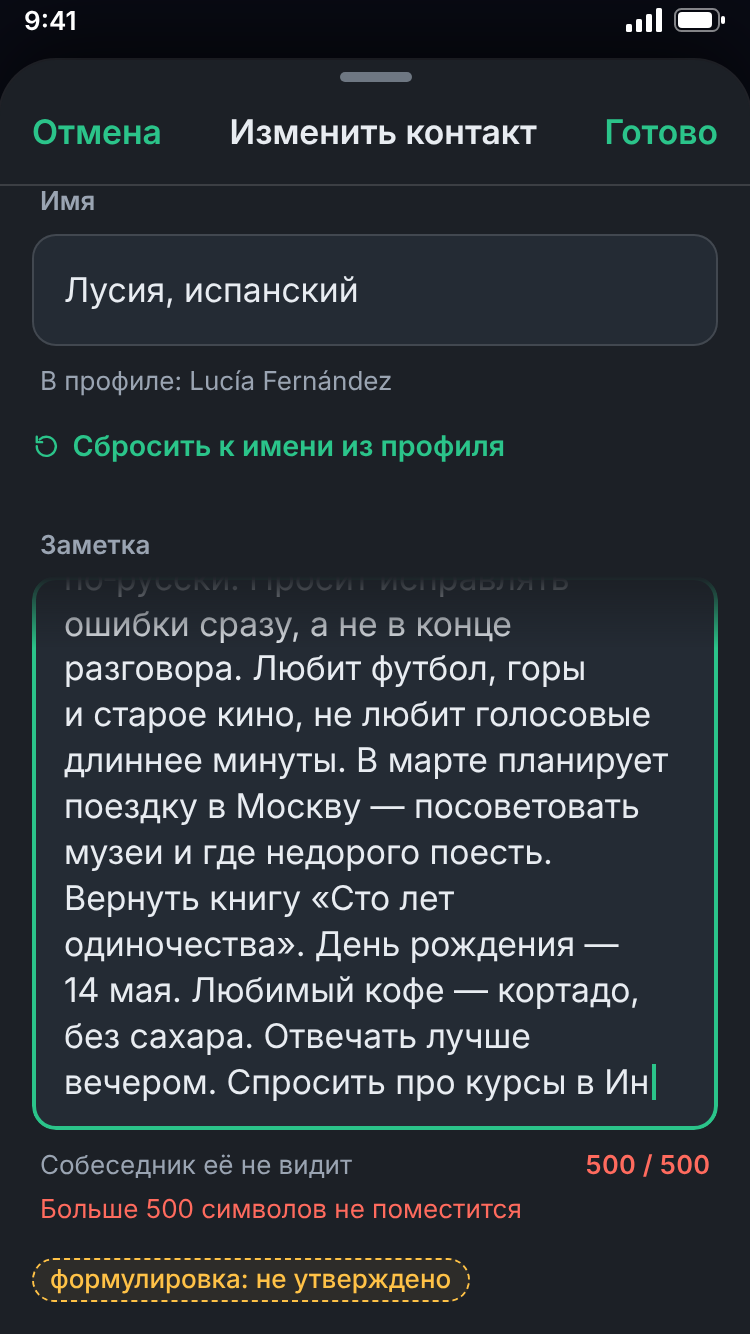 9:41
Отмена
Изменить контакт
Готово
Имя
Лусия, испанский
В профиле: Lucía Fernández
Сбросить к имени из профиля
Заметка
по-русски. Просит исправлять
ошибки сразу, а не в конце
разговора. Любит футбол, горы
и старое кино, не любит голосовые
длиннее минуты. В марте планирует
поездку в Москву — посоветовать
музеи и где недорого поесть.
Вернуть книгу «Сто лет
одиночества». День рождения —
14 мая. Любимый кофе — кортадо,
без сахара. Отвечать лучше
вечером. Спросить про курсы в Ин
Собеседник её не видит
500 / 500
Больше 500 символов не поместится
формулировка: не утверждено